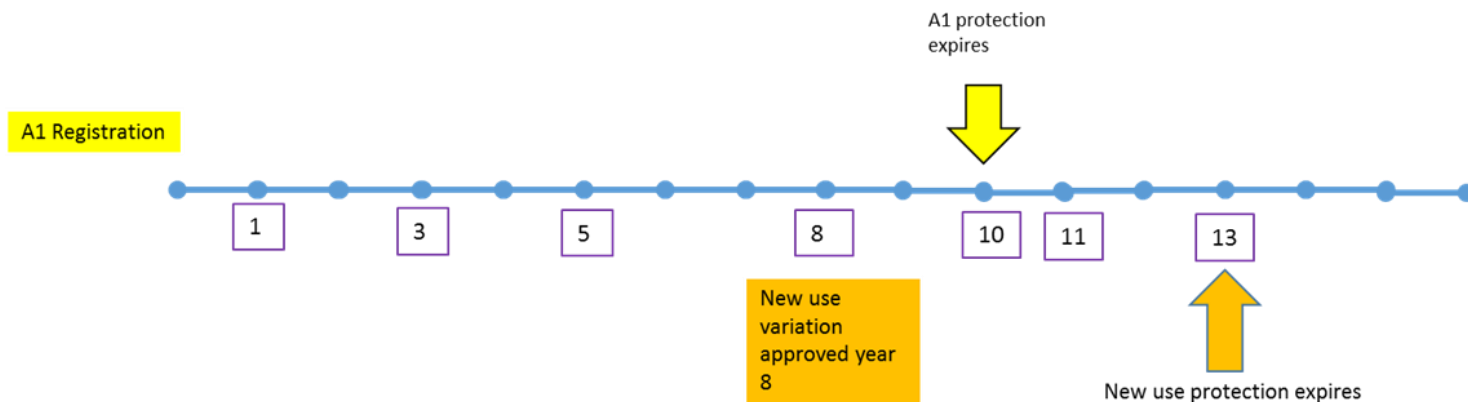 A1 protection
expires
A1 Registration
1
3
5
8
10
11
13
New use
variation
approved year
8
New use protection expires